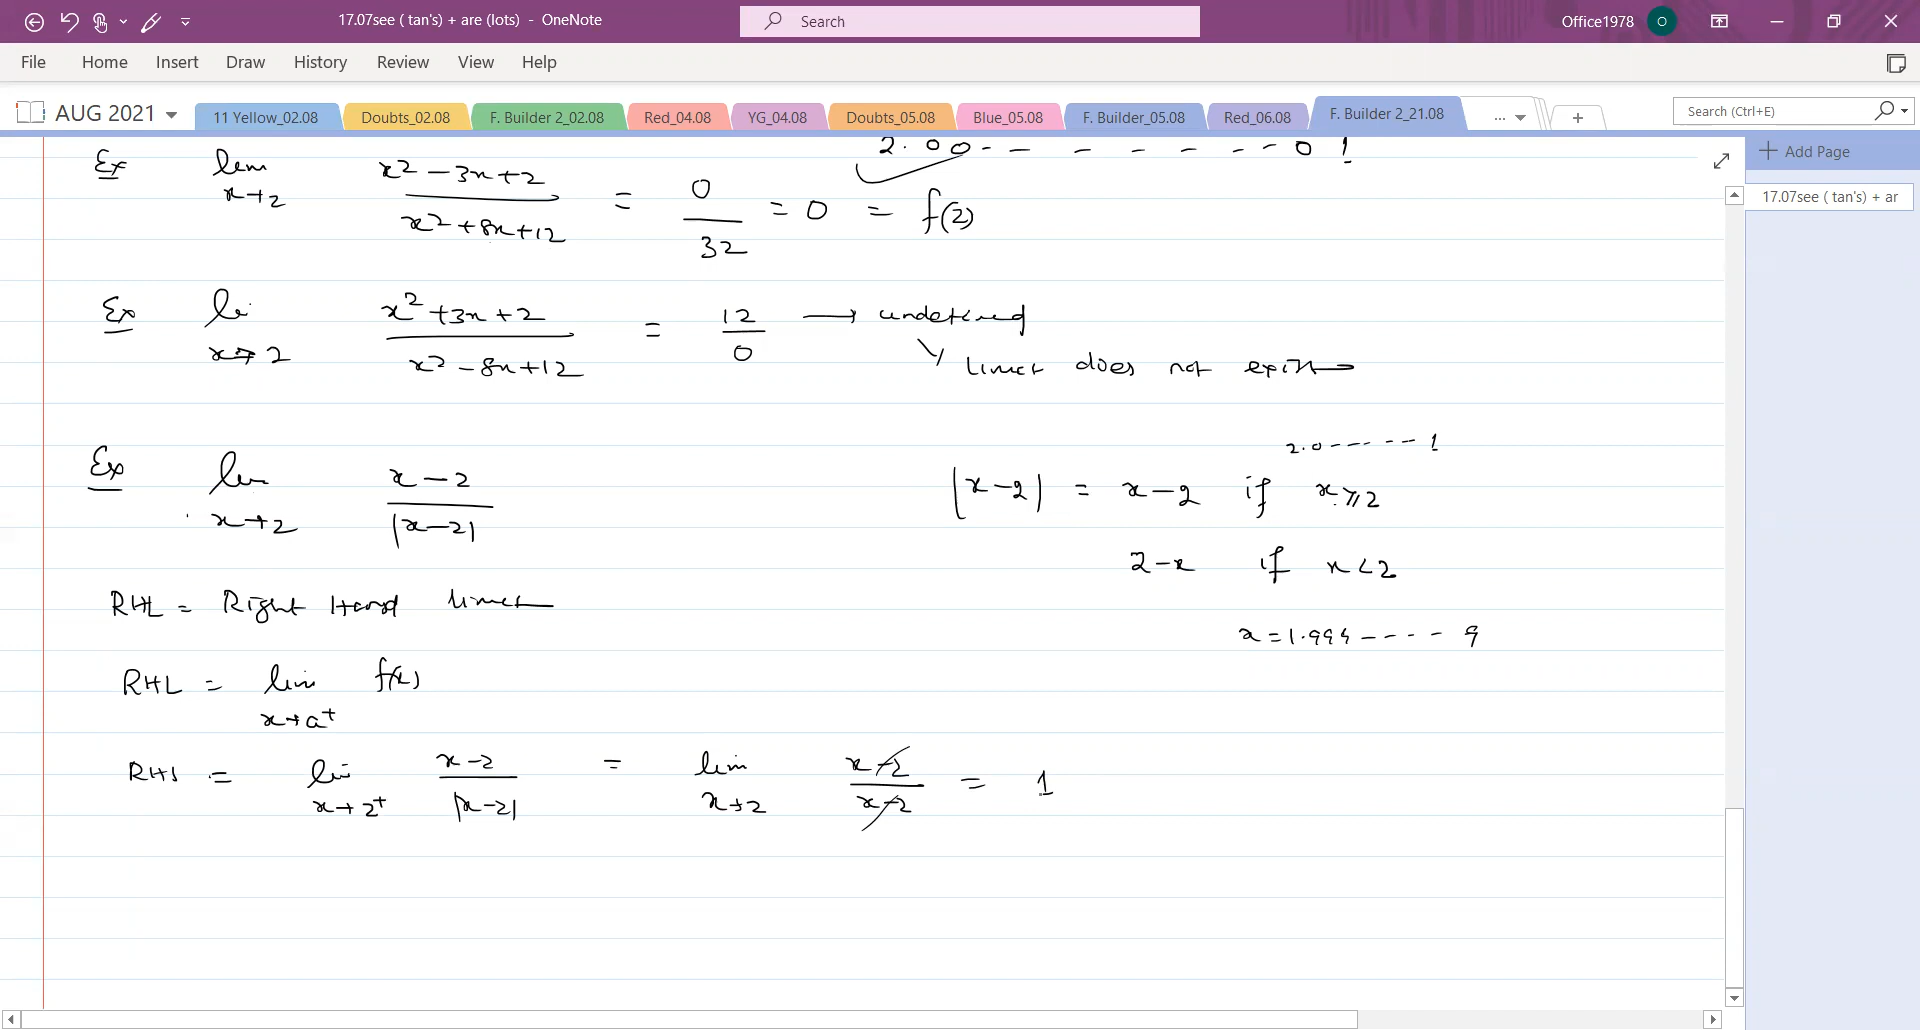 17.07see ( tan's) + are (lots) - OneNote
Search
Office1978
O
File Home Insert Draw History Review View Help
AUG 2021
11 Yellow_02.08
Doubts_02.08
F. Builder 2_02.08
Red_04.08
YG_04.08
Doubts_05.08
Blue_05.08
F. Builder_05.08
Red_06.08
F. Builder 2_21.08
...
+
Search (Ctrl+E)
Add Page
17.07see ( tan's) + ar
2.00- - - - - - - 0 1
Ex lim x→2 (x² - 3x + 2)/(x² + 8x + 12) = 0/32 = 0 = f(2)
Ex li x→2 (x² + 3x + 2)/(x² - 8x + 12) = 12/0 → undefined
↘ limit does not exist
2.0------1
Ex lim x→2 (x-2)/|x-2|
|x-2| = x-2 if x≥2
2-x if x<2
RHL = Right Hand limit
x = 1.999----- 9
RHL = lim x→a⁺ f(x)
RHL = lim x→2⁺ (x-2)/|x-2| = lim x→2 (x-2)/(x-2) = 1